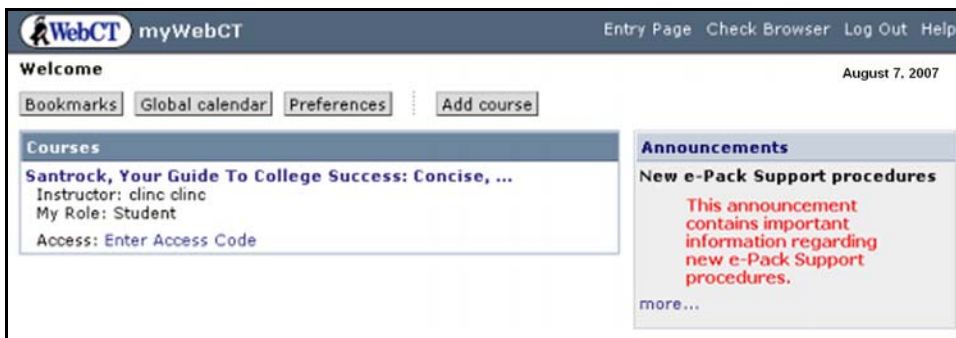 WebCT myWebCT Entry Page Check Browser Log Out Help
Welcome August 7, 2007
Bookmarks Global calendar Preferences Add course
Courses
Santrock, Your Guide To College Success: Concise, ...
Instructor: clinc clinc
My Role: Student
Access: Enter Access Code
Announcements
New e-Pack Support procedures
This announcement
contains important
information regarding
new e-Pack Support
procedures.
more...